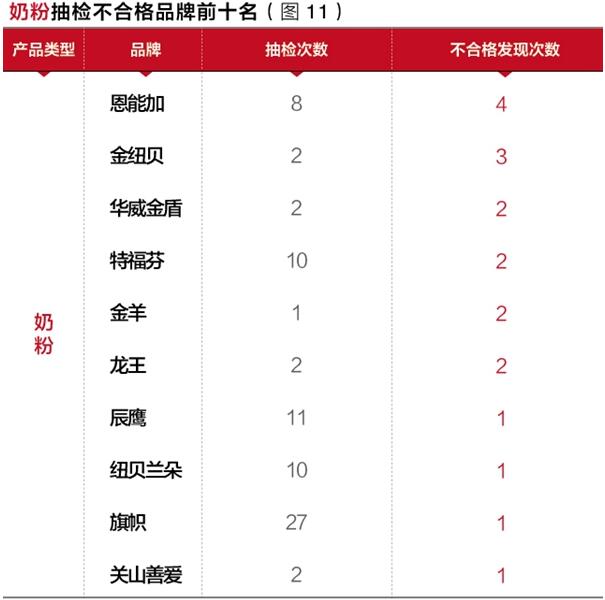 奶粉抽检不合格品牌前十名（图 11）
产品类型 品牌 抽检次数 不合格发现次数
恩能加 8 4
金纽贝 2 3
华威金盾 2 2
特福芬 10 2
金羊 1 2
奶粉
龙王 2 2
辰鹰 11 1
纽贝兰朵 10 1
旗帜 27 1
关山善爱 2 1